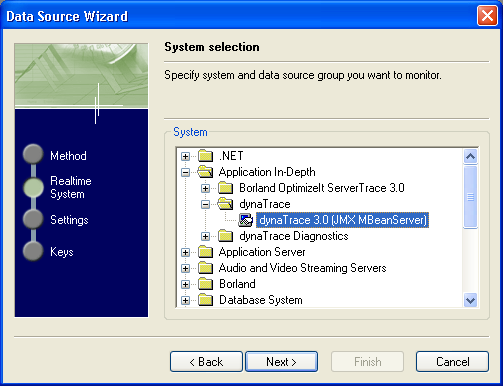 Data Source Wizard
System selection
Specify system and data source group you want to monitor.
Method
Realtime
System
Settings
Keys
System
.NET
Application In-Depth
Borland OptimizeIt ServerTrace 3.0
dynaTrace
dynaTrace 3.0 (JMX MBeanServer)
dynaTrace Diagnostics
Application Server
Audio and Video Streaming Servers
Borland
Database System
< Back
Next >
Finish
Cancel